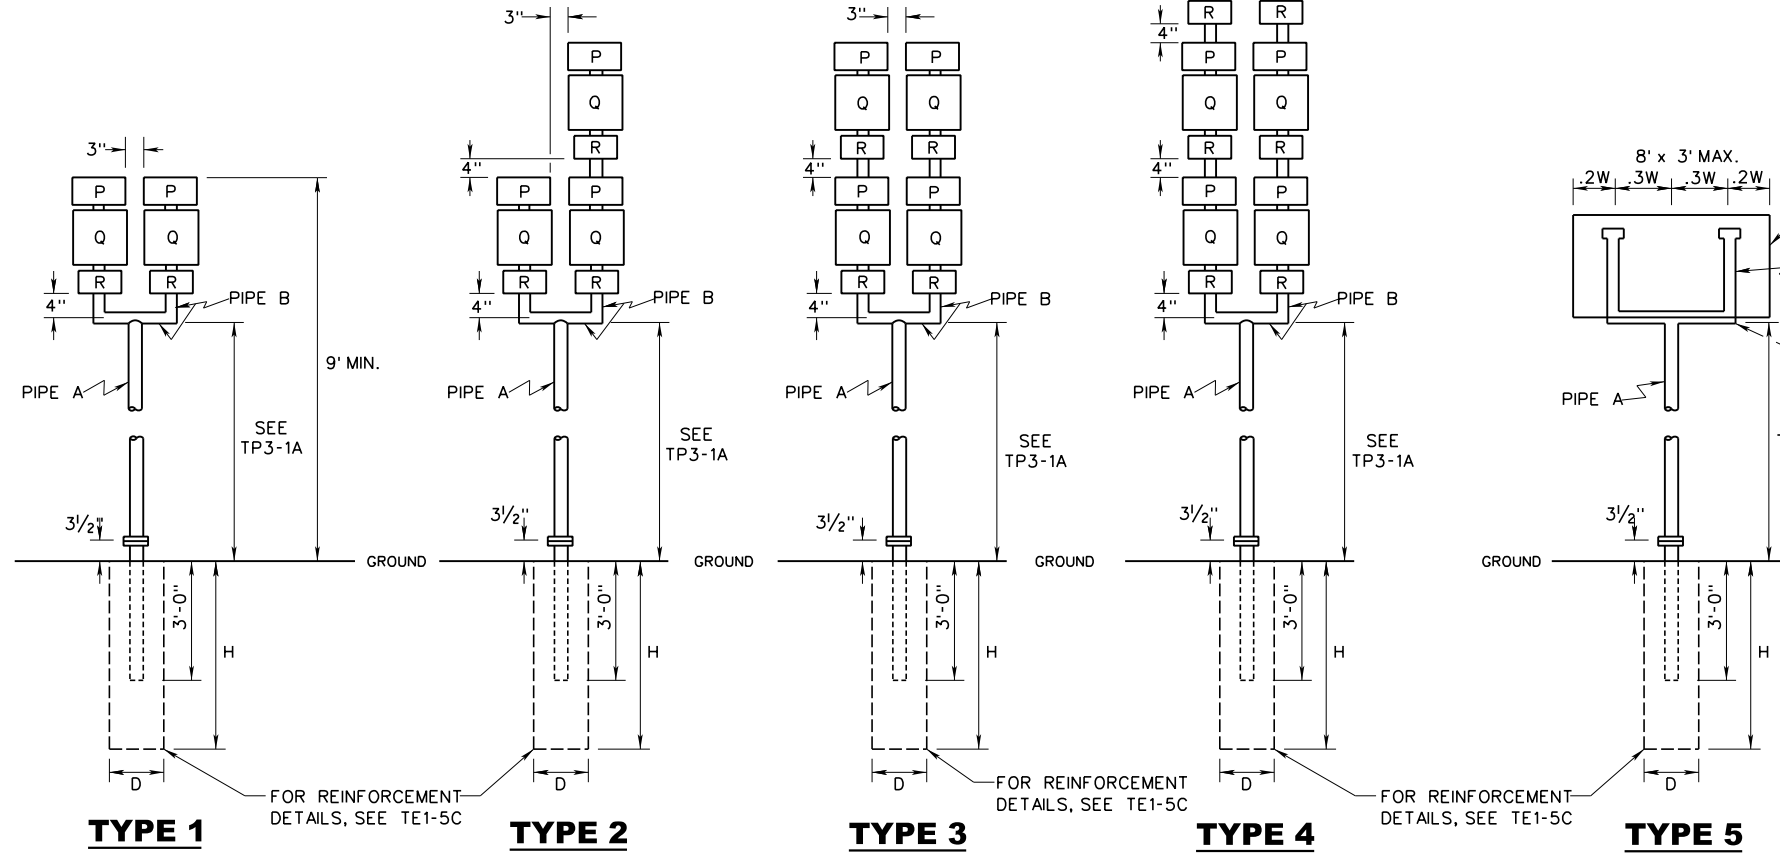 3"
P P
Q Q
R R
4"
PIPE B
9' MIN.
PIPE A
SEE
TP3-1A
3½"
GROUND
3'-0"
H
D
FOR REINFORCEMENT
DETAILS, SEE TE1-5C
TYPE 1
3"
P
Q
R
4"
P P
Q Q
R R
4"
PIPE B
PIPE A
SEE
TP3-1A
3½"
GROUND
3'-0"
H
D
TYPE 2
3"
P P
Q Q
R R
4"
P P
Q Q
R R
4"
PIPE B
PIPE A
SEE
TP3-1A
3½"
GROUND
3'-0"
H
D
FOR REINFORCEMENT
DETAILS, SEE TE1-5C
TYPE 3
R R
4"
P P
Q Q
R R
4"
P P
Q Q
R R
4"
PIPE B
PIPE A
SEE
TP3-1A
3½"
3'-0"
H
D
FOR REINFORCEMENT
DETAILS, SEE TE1-5C
TYPE 4
8' x 3' MAX.
.2W .3W .3W .2W
PIPE A
3½"
GROUND
3'-0"
H
D
TYPE 5